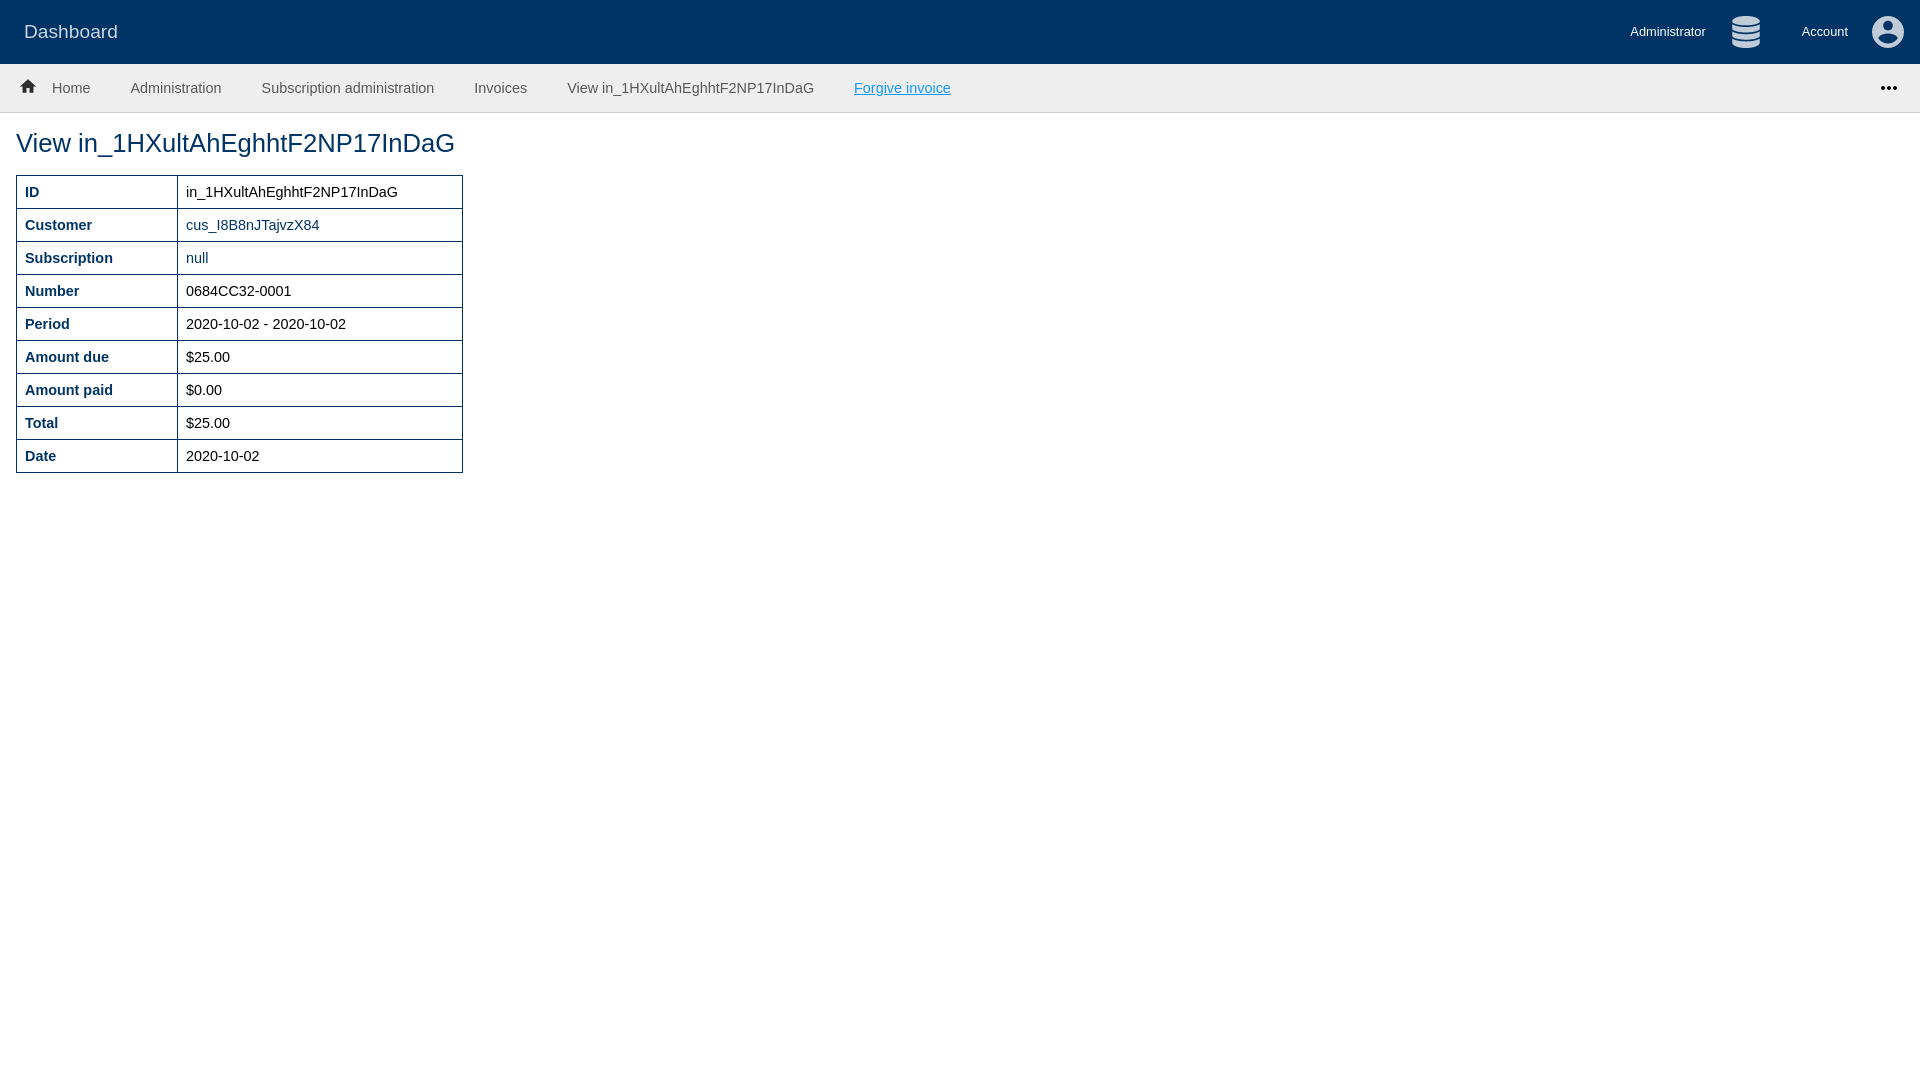 Dashboard
Administrator
Account
Home
Administration
Subscription administration
Invoices
View in_1HXultAhEghhtF2NP17InDaG
Forgive invoice
View in_1HXultAhEghhtF2NP17InDaG
ID in_1HXultAhEghhtF2NP17InDaG
Customer cus_I8B8nJTajvzX84
Subscription null
Number 0684CC32-0001
Period 2020-10-02 - 2020-10-02
Amount due $25.00
Amount paid $0.00
Total $25.00
Date 2020-10-02